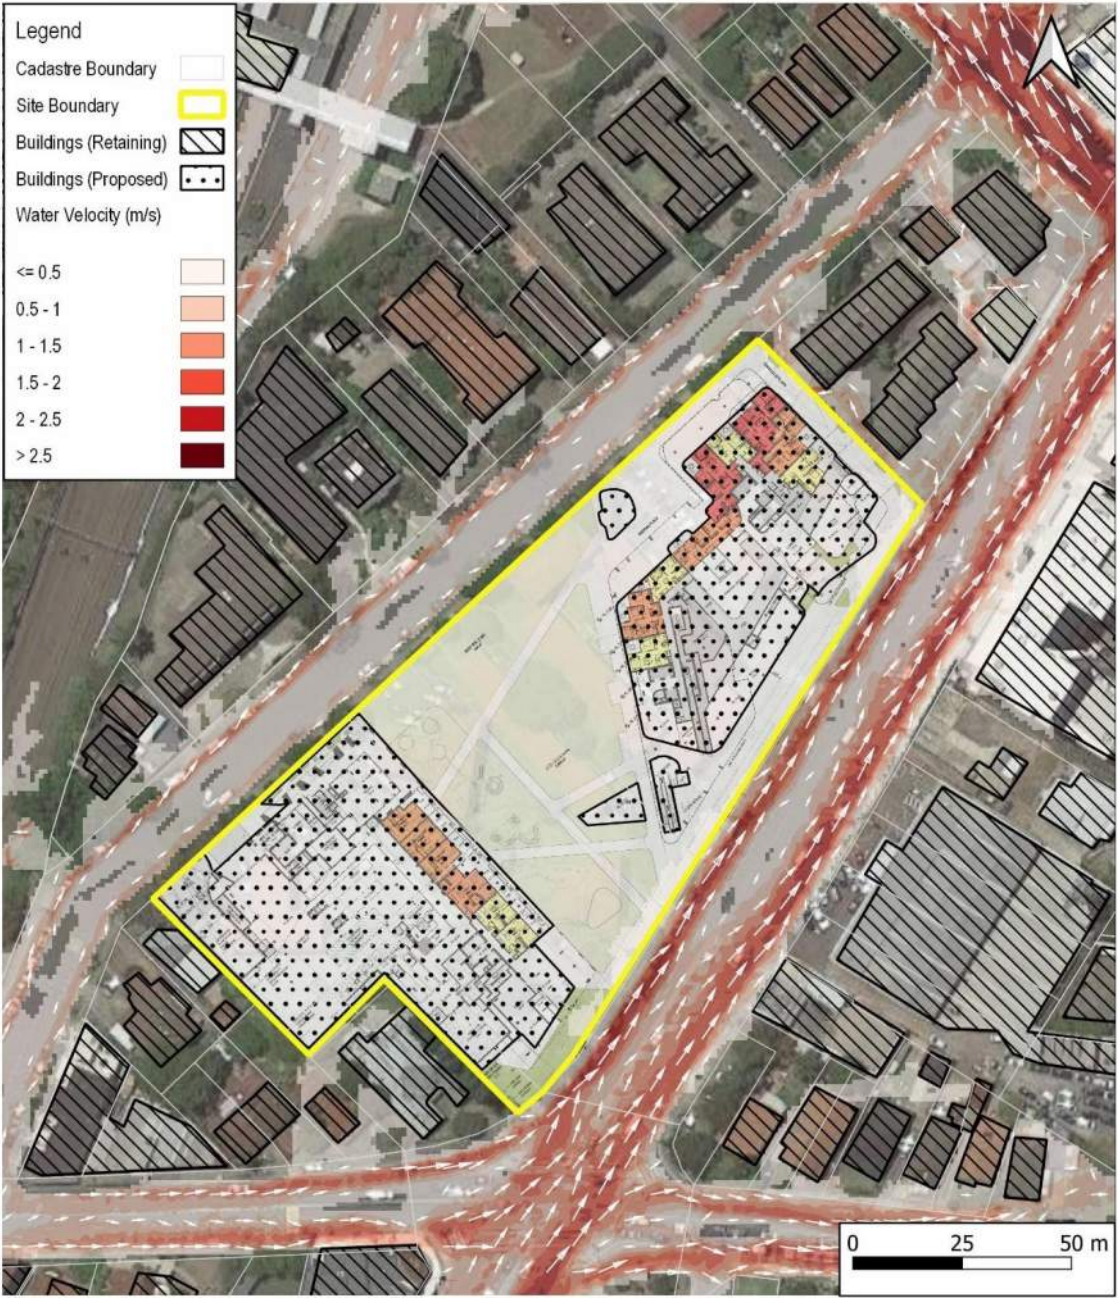 Legend
Cadastre Boundary
Site Boundary
Buildings (Retaining)
Buildings (Proposed)
Water Velocity (m/s)
<= 0.5
0.5 - 1
1 - 1.5
1.5 - 2
2 - 2.5
> 2.5
0 25 50 m